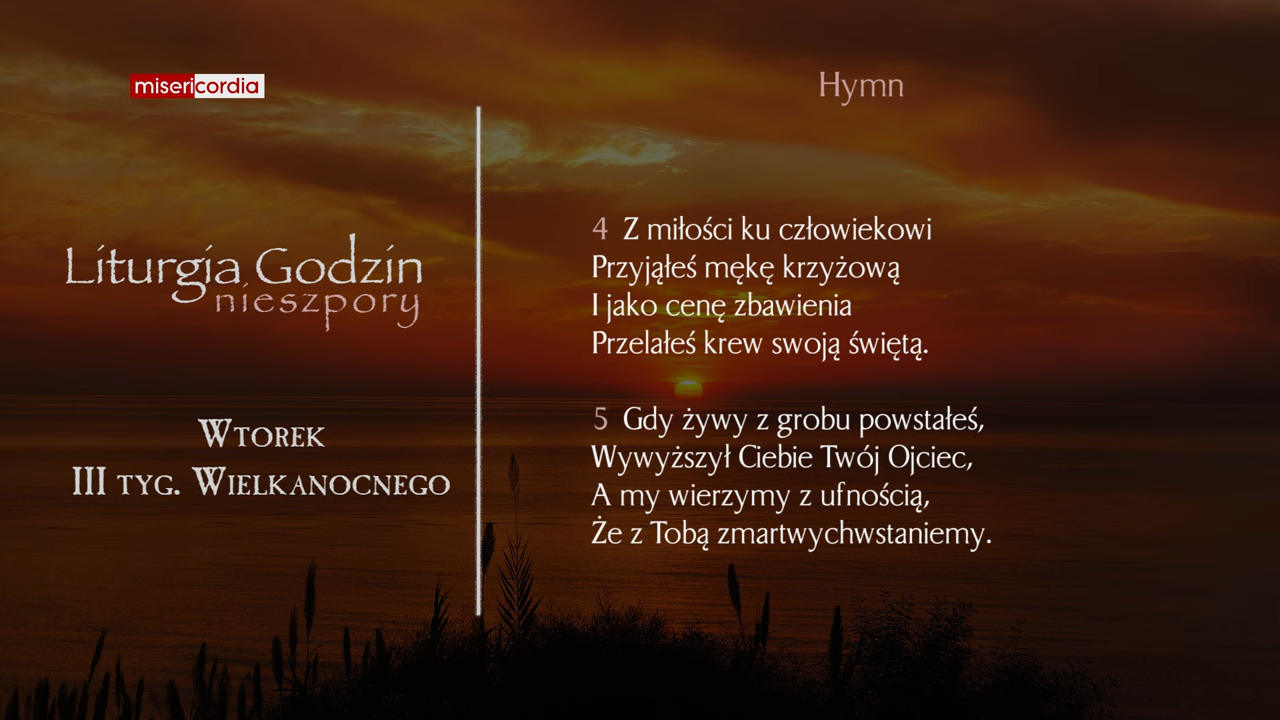 misericordia
Liturgia Godzin
nieszpory
Wtorek
III tyg. Wielkanocnego
Hymn
4 Z miłości ku człowiekowi
Przyjąłeś mękę krzyżową
I jako cenę zbawienia
Przelałeś krew swoją świętą.
5 Gdy żywy z grobu powstałeś,
Wywyższył Ciebie Twój Ojciec,
A my wierzymy z ufnością,
Że z Tobą zmartwychwstaniemy.